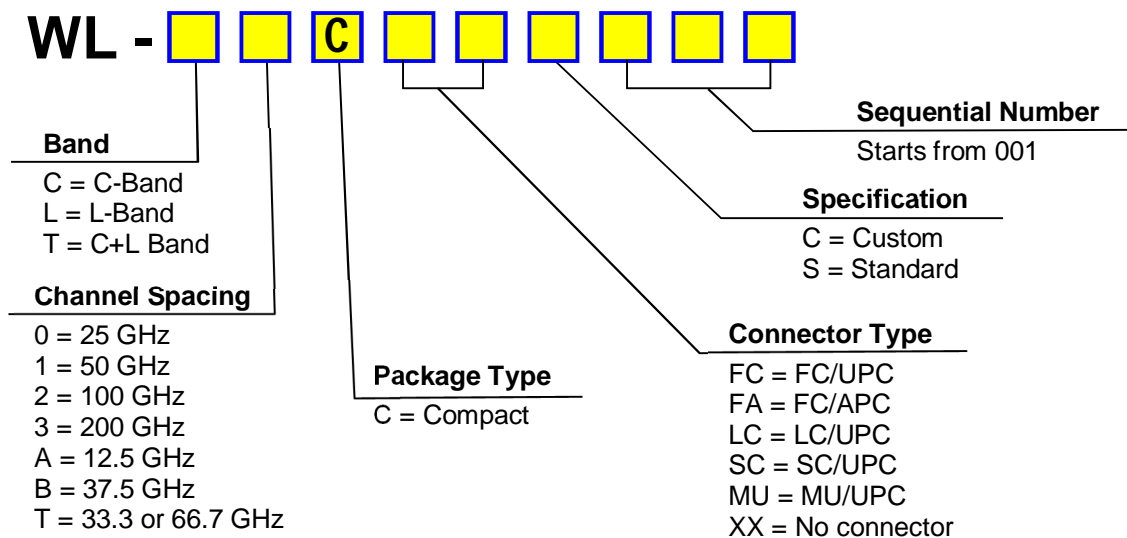 WL - C
Band
C = C-Band
L = L-Band
T = C+L Band
Channel Spacing
0 = 25 GHz
1 = 50 GHz
2 = 100 GHz
3 = 200 GHz
A = 12.5 GHz
B = 37.5 GHz
T = 33.3 or 66.7 GHz
Package Type
C = Compact
Connector Type
FC = FC/UPC
FA = FC/APC
LC = LC/UPC
SC = SC/UPC
MU = MU/UPC
XX = No connector
Specification
C = Custom
S = Standard
Sequential Number
Starts from 001